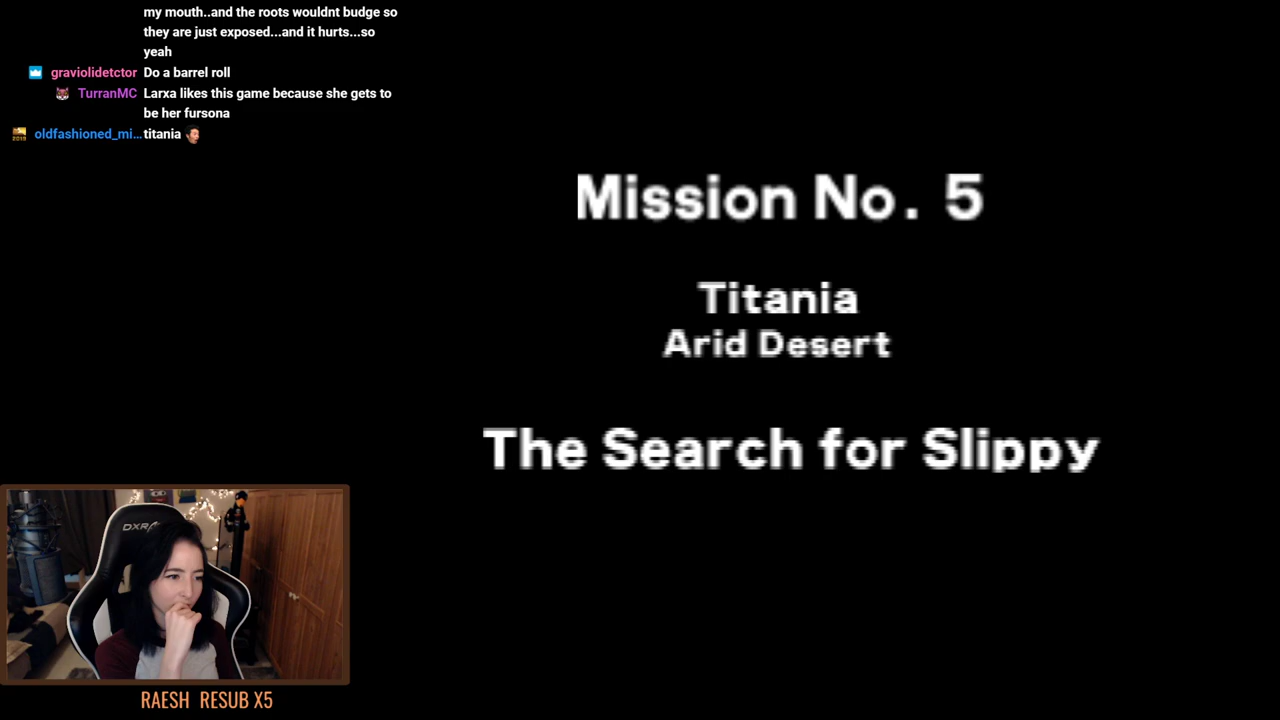 my mouth..and the roots wouldnt budge so
they are just exposed...and it hurts...so
yeah
graviolidetctor Do a barrel roll
TurranMC Larxa likes this game because she gets to
be her fursona
oldfashioned_mi... titania
Mission No. 5
Titania
Arid Desert
The Search for Slippy
RAESH RESUB X5